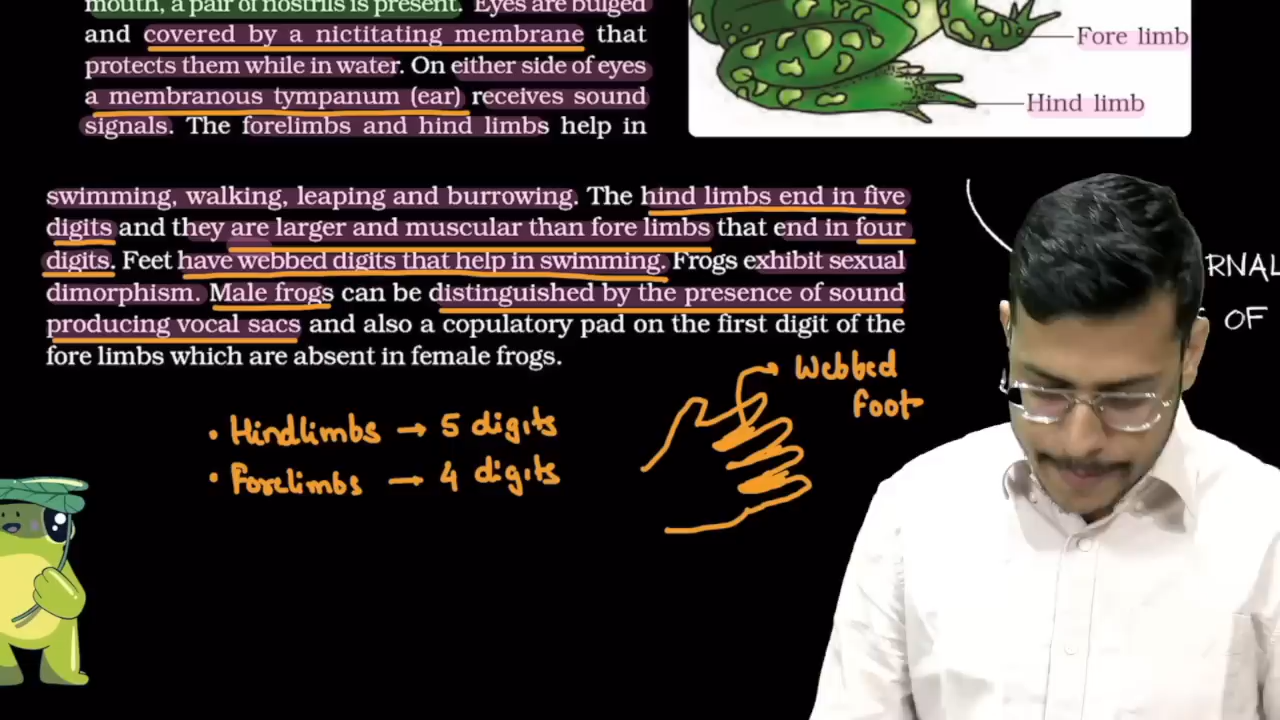 mouth, a pair of nostrils is present. Eyes are bulged
and covered by a nictitating membrane that
protects them while in water. On either side of eyes
a membranous tympanum (ear) receives sound
signals. The forelimbs and hind limbs help in
Fore limb
Hind limb
swimming, walking, leaping and burrowing. The hind limbs end in five
digits and they are larger and muscular than fore limbs that end in four
digits. Feet have webbed digits that help in swimming. Frogs exhibit sexual
dimorphism. Male frogs can be distinguished by the presence of sound
producing vocal sacs and also a copulatory pad on the first digit of the
fore limbs which are absent in female frogs.
RNAL
OF
Webbed
foot
• Hindlimbs → 5 digits
• Forelimbs → 4 digits